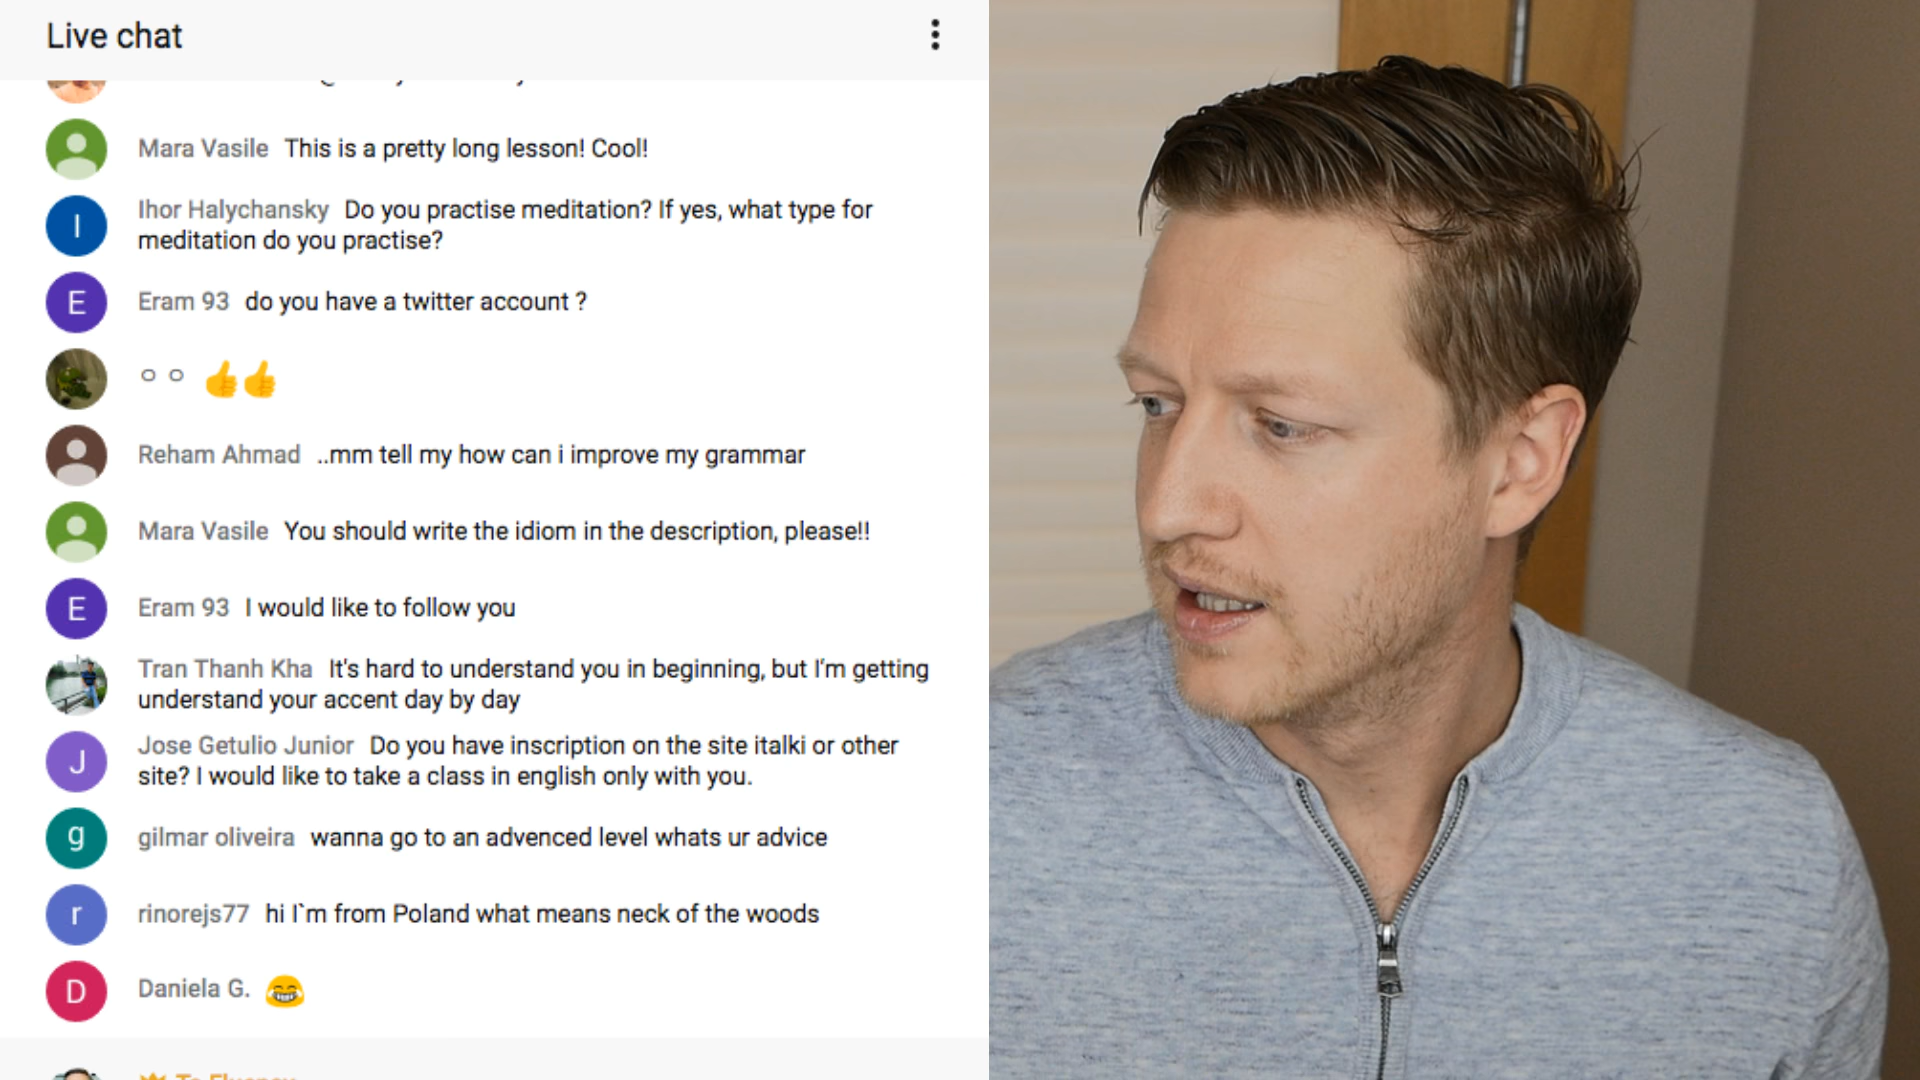 Live chat
Mara Vasile This is a pretty long lesson! Cool!
I
Ihor Halychansky Do you practise meditation? If yes, what type for
meditation do you practise?
E
Eram 93 do you have a twitter account ?
○ ○ 👍👍
Reham Ahmad ..mm tell my how can i improve my grammar
Mara Vasile You should write the idiom in the description, please!!
E
Eram 93 I would like to follow you
Tran Thanh Kha It's hard to understand you in beginning, but I'm getting
understand your accent day by day
J
Jose Getulio Junior Do you have inscription on the site italki or other
site? I would like to take a class in english only with you.
g
gilmar oliveira wanna go to an advenced level whats ur advice
r
rinorejs77 hi I`m from Poland what means neck of the woods
D
Daniela G. 😂
To Fluency